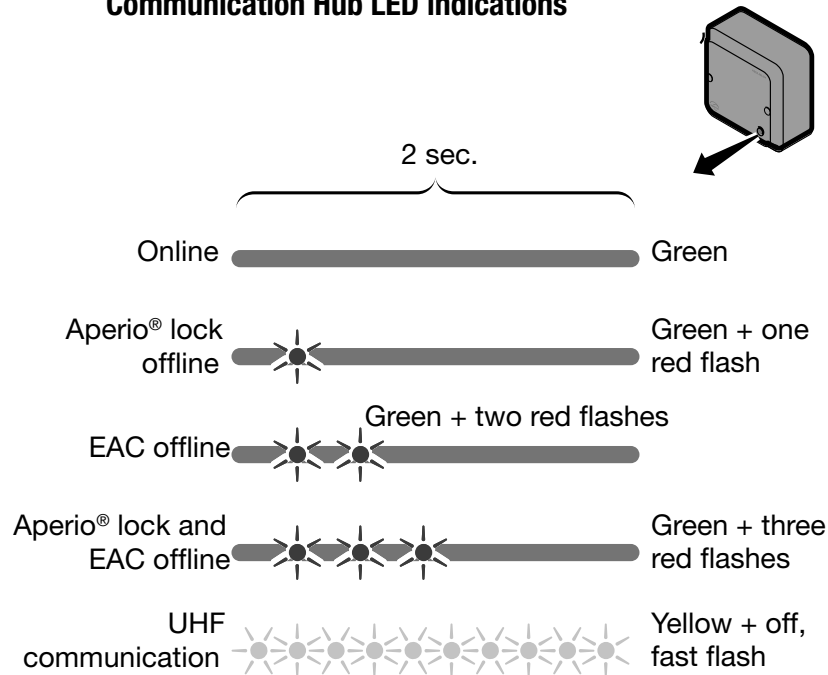 Communication Hub LED indications
2 sec.
Online
Green
Aperio® lock
offline
Green + one
red flash
Green + two red flashes
EAC offline
Aperio® lock and
EAC offline
Green + three
red flashes
UHF
communication
Yellow + off,
fast flash